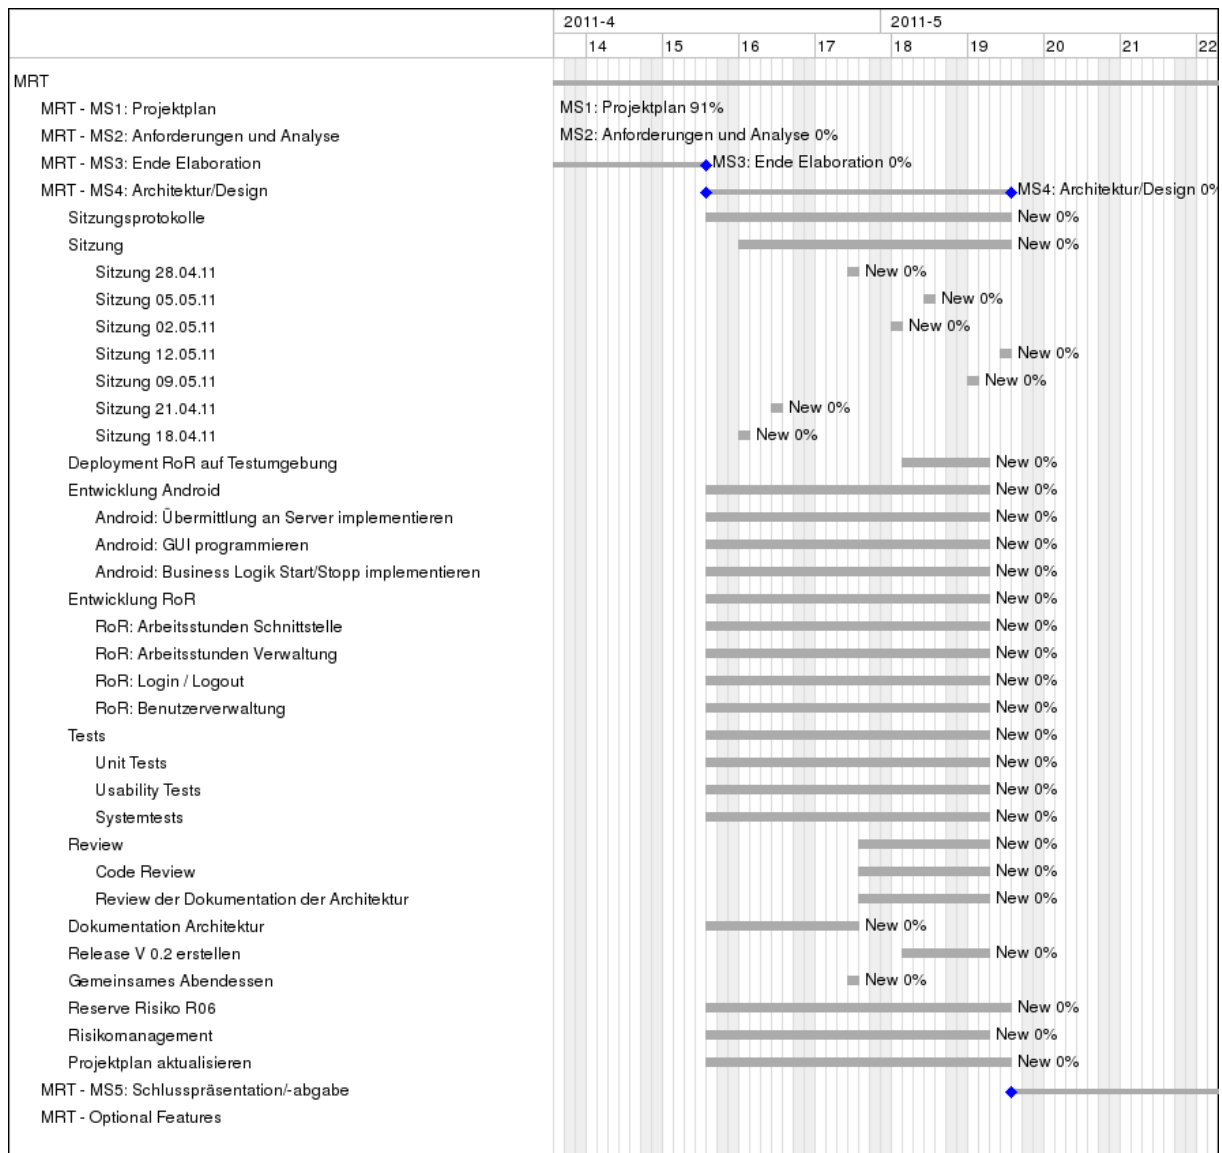 2011-4 2011-5
14 15 16 17 18 19 20 21 22
MRT
MRT - MS1: Projektplan MS1: Projektplan 91%
MRT - MS2: Anforderungen und Analyse MS2: Anforderungen und Analyse 0%
MRT - MS3: Ende Elaboration MS3: Ende Elaboration 0%
MRT - MS4: Architektur/Design MS4: Architektur/Design 0%
Sitzungsprotokolle New 0%
Sitzung New 0%
Sitzung 28.04.11 New 0%
Sitzung 05.05.11 New 0%
Sitzung 02.05.11 New 0%
Sitzung 12.05.11 New 0%
Sitzung 09.05.11 New 0%
Sitzung 21.04.11 New 0%
Sitzung 18.04.11 New 0%
Deployment RoR auf Testumgebung New 0%
Entwicklung Android New 0%
Android: Übermittlung an Server implementieren New 0%
Android: GUI programmieren New 0%
Android: Business Logik Start/Stopp implementieren New 0%
Entwicklung RoR New 0%
RoR: Arbeitsstunden Schnittstelle New 0%
RoR: Arbeitsstunden Verwaltung New 0%
RoR: Login / Logout New 0%
RoR: Benutzerverwaltung New 0%
Tests New 0%
Unit Tests New 0%
Usability Tests New 0%
Systemtests New 0%
Review New 0%
Code Review New 0%
Review der Dokumentation der Architektur New 0%
Dokumentation Architektur New 0%
Release V 0.2 erstellen New 0%
Gemeinsames Abendessen New 0%
Reserve Risiko R06 New 0%
Risikomanagement New 0%
Projektplan aktualisieren New 0%
MRT - MS5: Schlusspräsentation/-abgabe
MRT - Optional Features